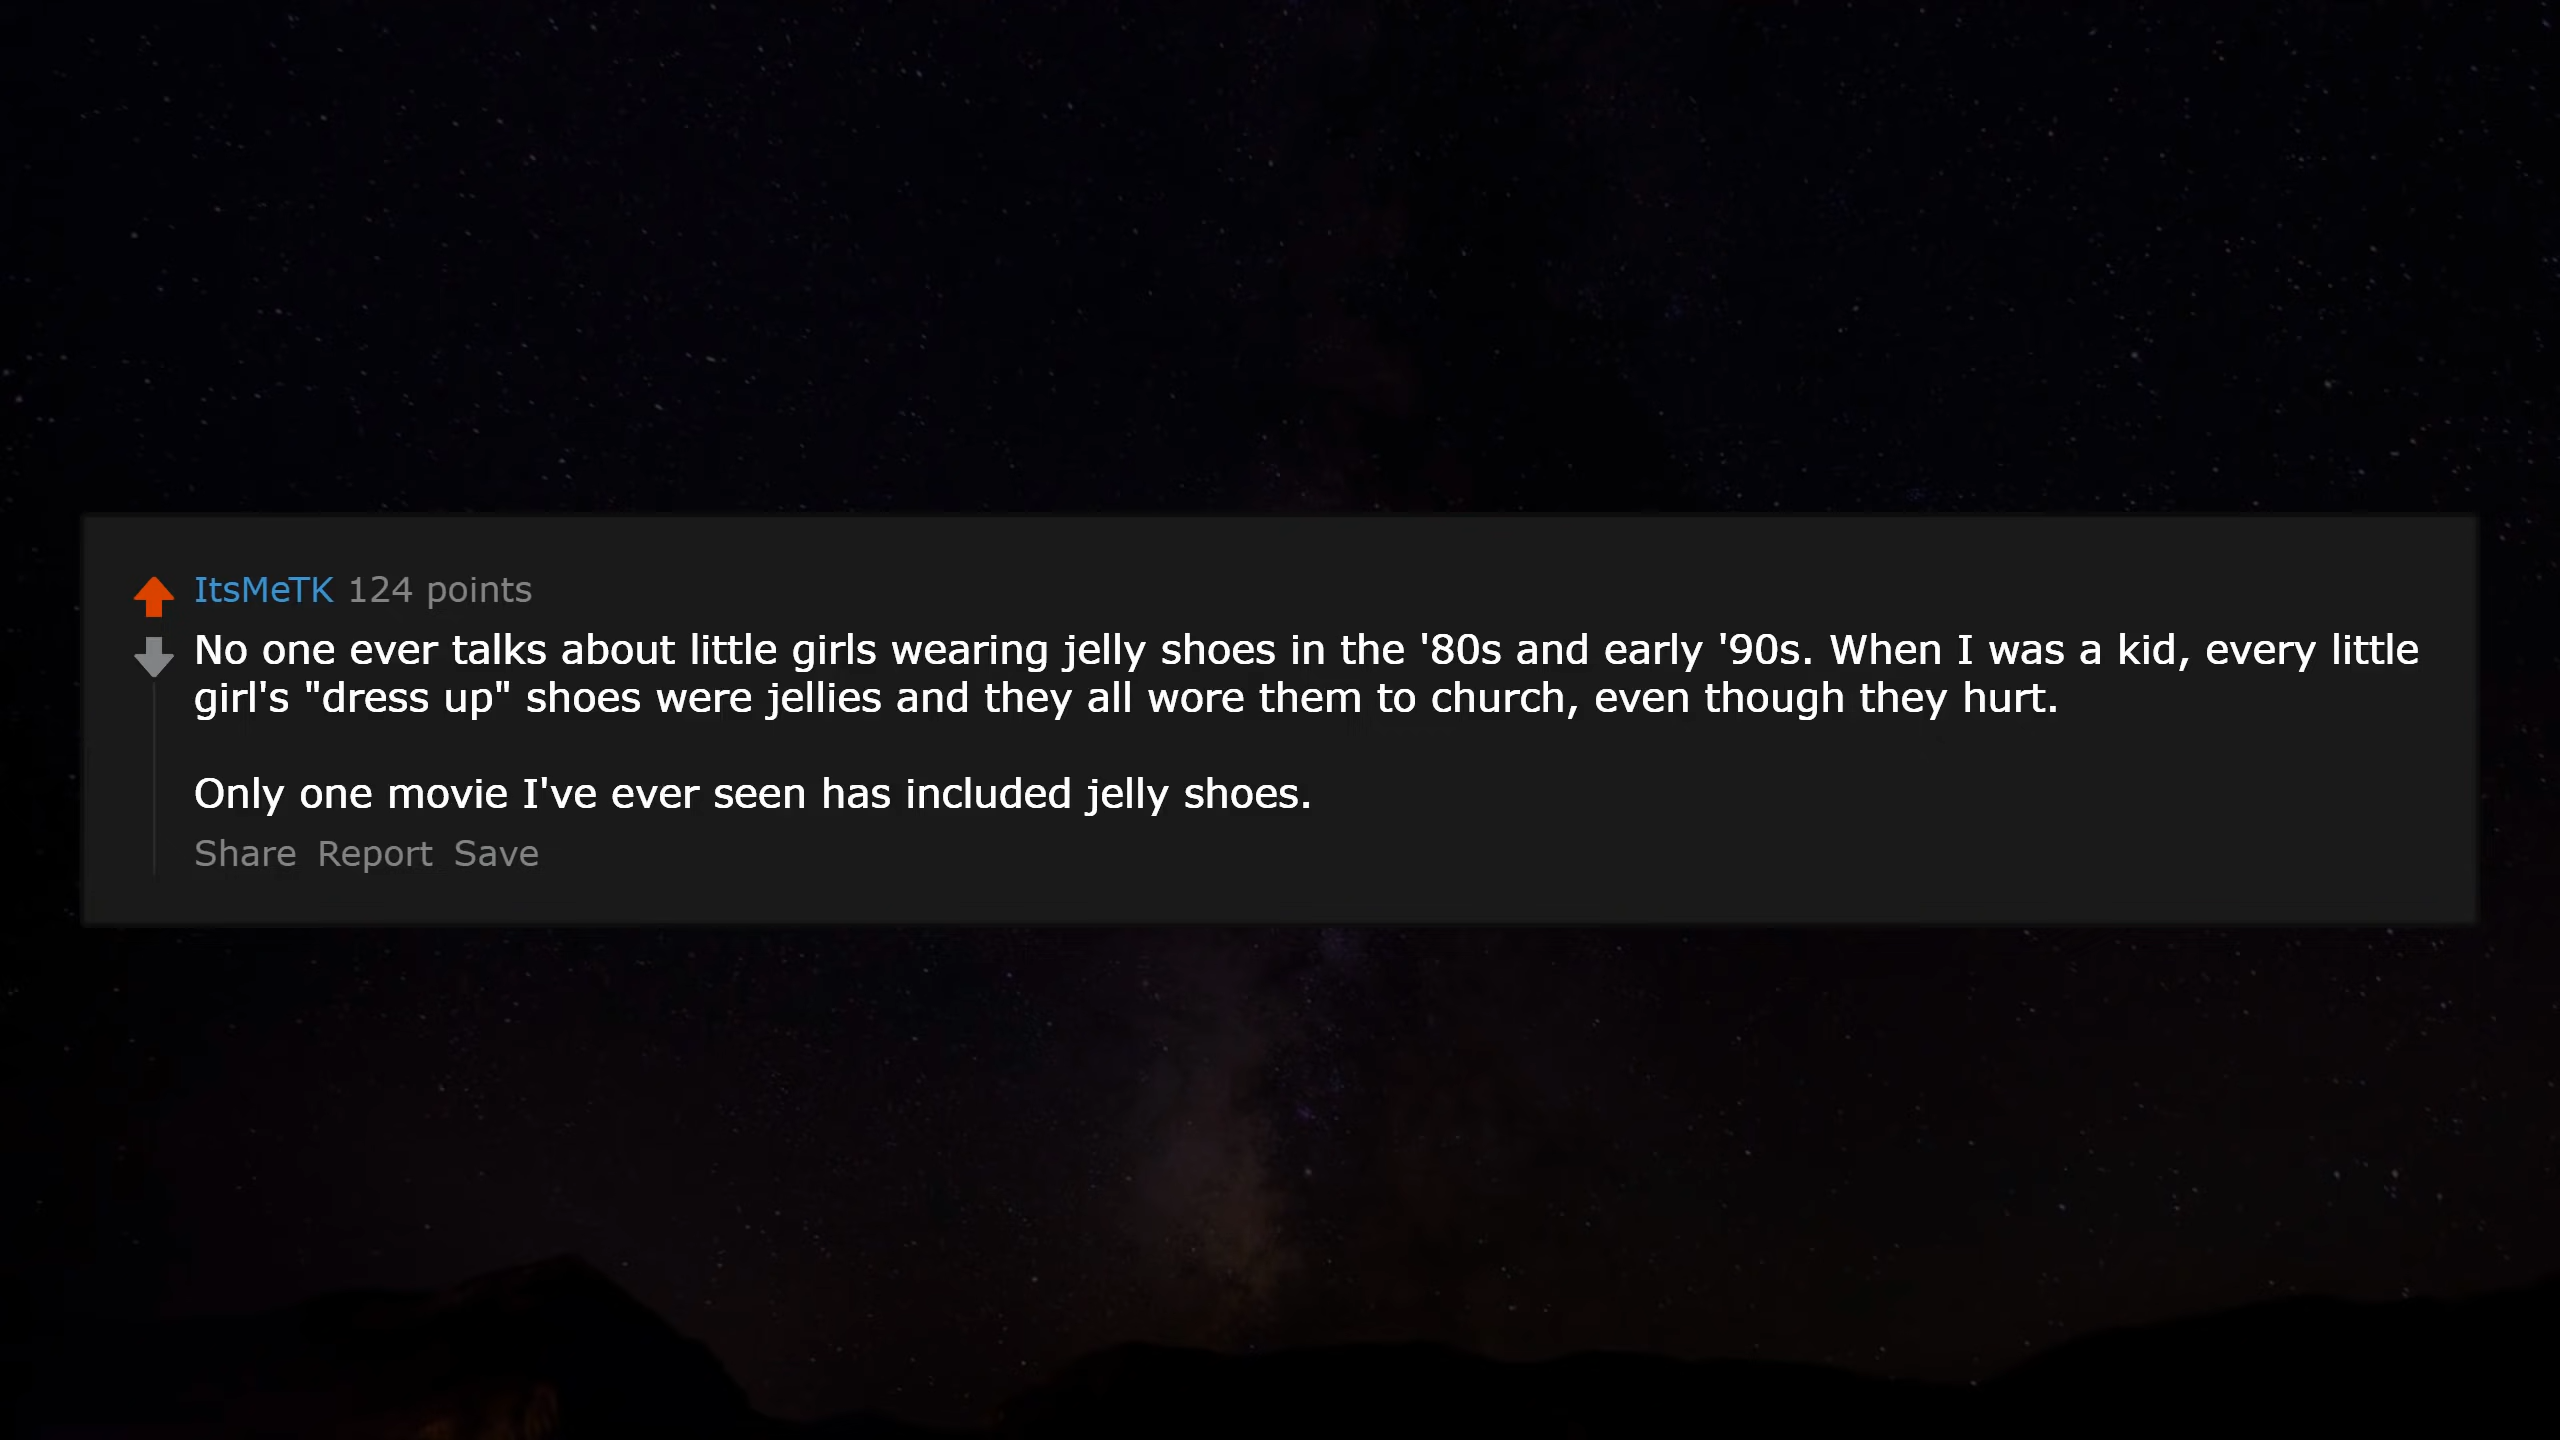 ItsMeTK 124 points
No one ever talks about little girls wearing jelly shoes in the '80s and early '90s. When I was a kid, every little
girl's "dress up" shoes were jellies and they all wore them to church, even though they hurt.
Only one movie I've ever seen has included jelly shoes.
Share Report Save